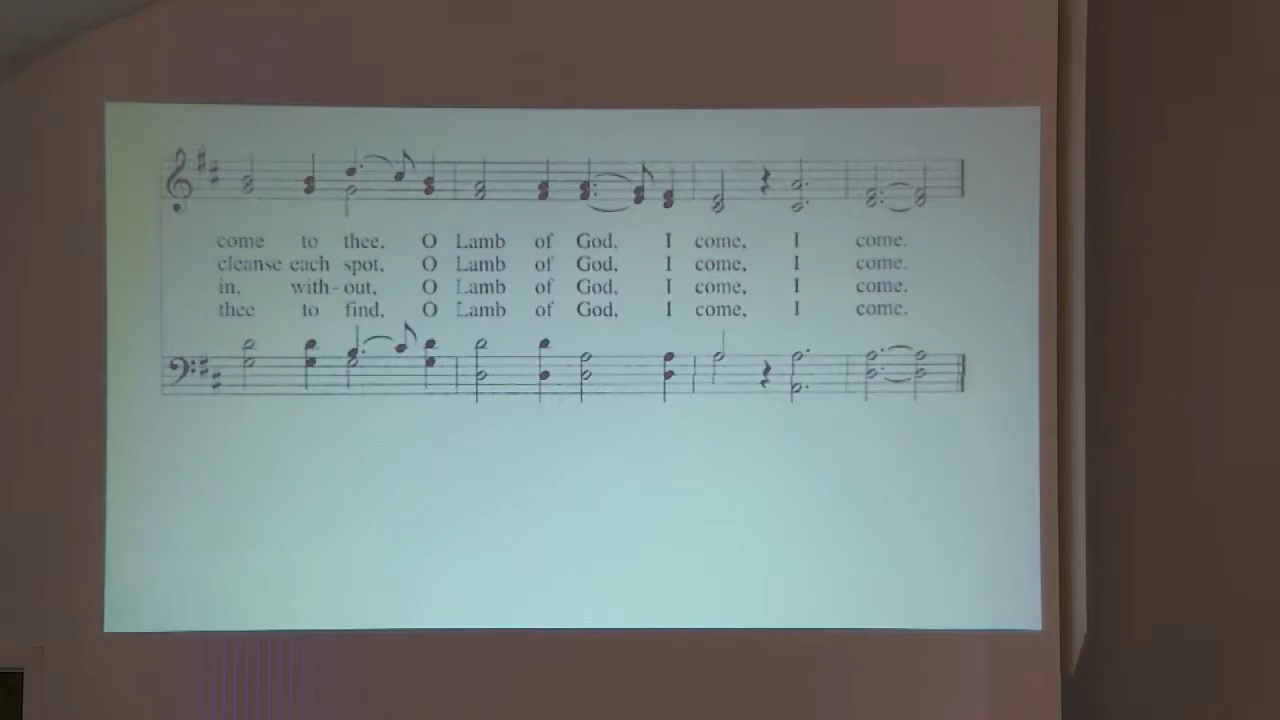 come to thee, O Lamb of God, I come, I come.
cleanse each spot, O Lamb of God, I come, I come.
in, with-out, O Lamb of God, I come, I come.
thee to find, O Lamb of God, I come, I come.